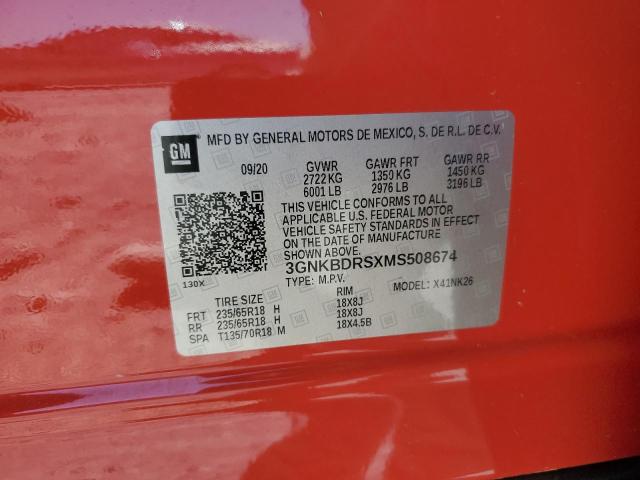 GM
MFD BY GENERAL MOTORS DE MEXICO, S. DE R.L. DE C.V.
09/20 GVWR GAWR FRT GAWR RR
2722 KG 1350 KG 1450 KG
6001 LB 2976 LB 3196 LB
THIS VEHICLE CONFORMS TO ALL
APPLICABLE U.S. FEDERAL MOTOR
VEHICLE SAFETY STANDARDS IN EFFECT
ON THE DATE OF MANUFACTURE
SHOWN ABOVE.
3GNKBDRSXMS508674
130X TYPE: M.P.V. MODEL: X41NK26
TIRE SIZE RIM
FRT 235/65R18 H 18X8J
RR 235/65R18 H 18X8J
SPA T135/70R18 M 18X4.5B